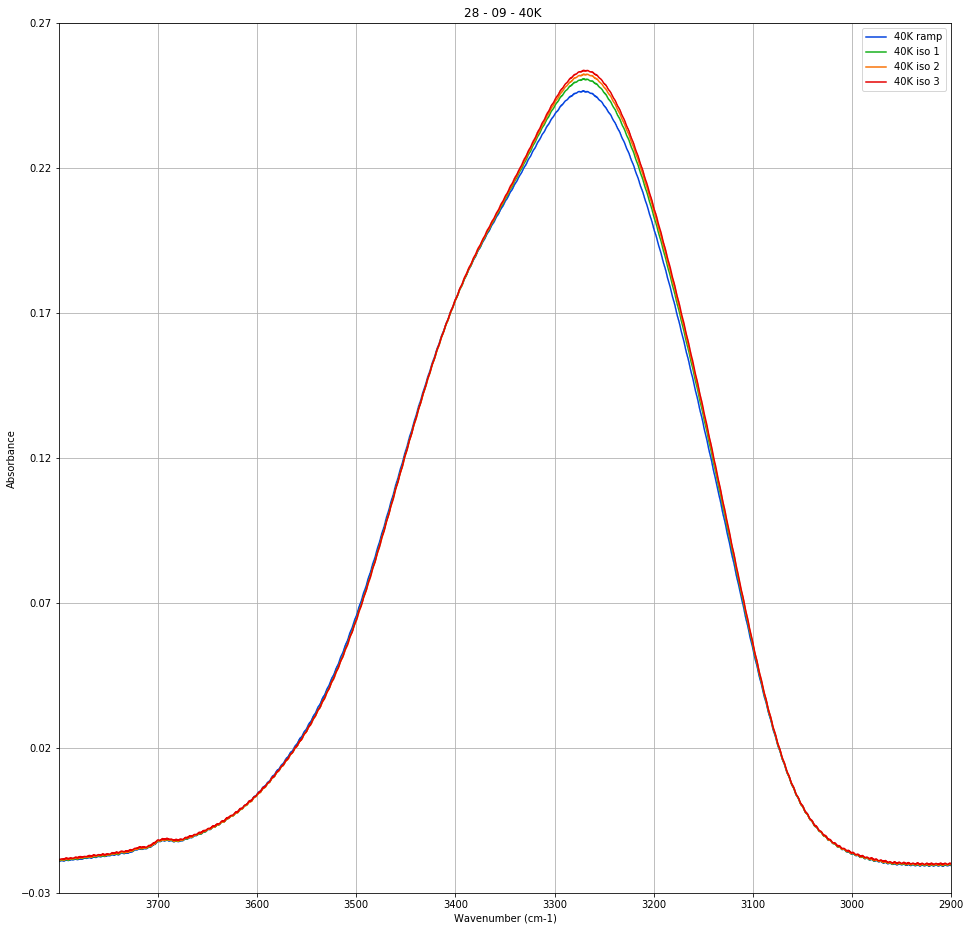 28 - 09 - 40K
40K ramp
40K iso 1
40K iso 2
40K iso 3
Absorbance
0.27
0.22
0.17
0.12
0.07
0.02
−0.03
3700 3600 3500 3400 3300 3200 3100 3000 2900
Wavenumber (cm-1)